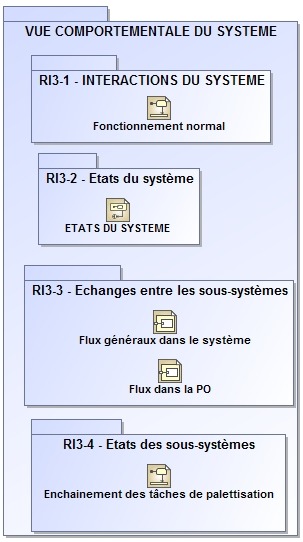 VUE COMPORTEMENTALE DU SYSTEME
RI3-1 - INTERACTIONS DU SYSTEME
Fonctionnement normal
RI3-2 - Etats du système
ETATS DU SYSTEME
RI3-3 - Echanges entre les sous-systèmes
Flux généraux dans le système
Flux dans la PO
RI3-4 - Etats des sous-systèmes
Enchainement des tâches de palettisation